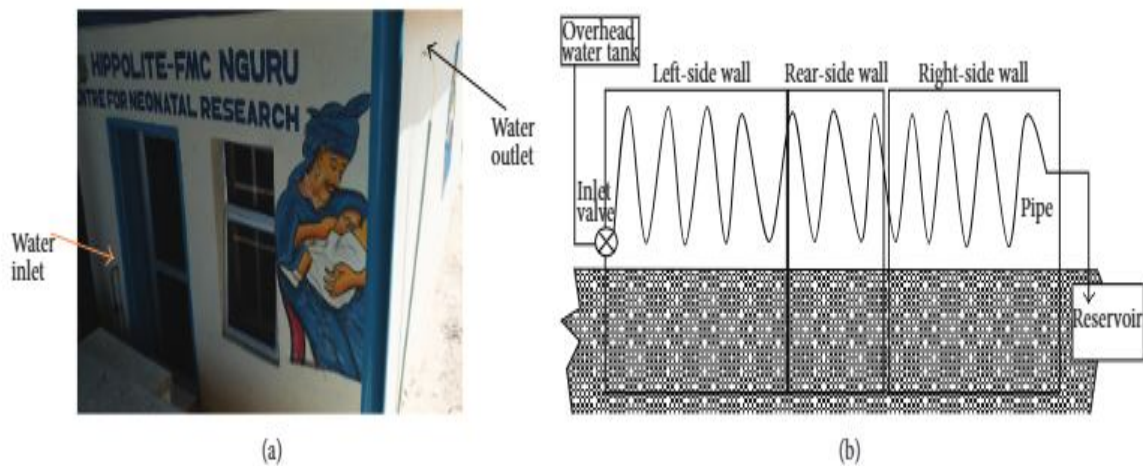 HIPPOLITE-FMC NGURU
NTRE FOR NEONATAL RESEARCH
Water
outlet
Water
inlet
(a)
Overhead
water tank
Left-side wall
Rear-side wall
Right-side wall
Inlet
valve
Pipe
Reservoir
(b)